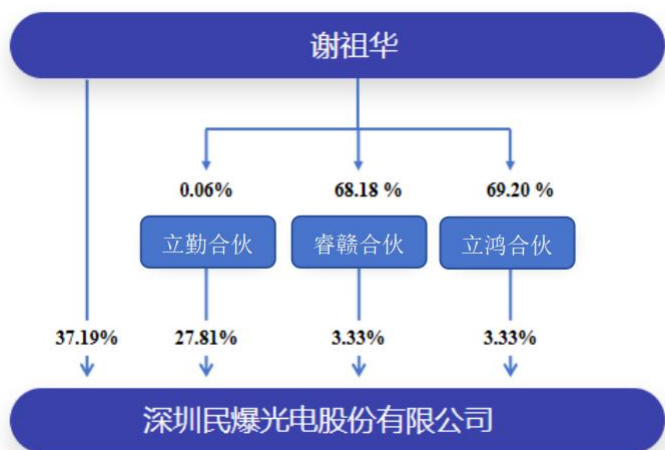 谢祖华
0.06%
68.18 %
69.20 %
立勤合伙
睿赣合伙
立鸿合伙
37.19%
27.81%
3.33%
3.33%
深圳民爆光电股份有限公司